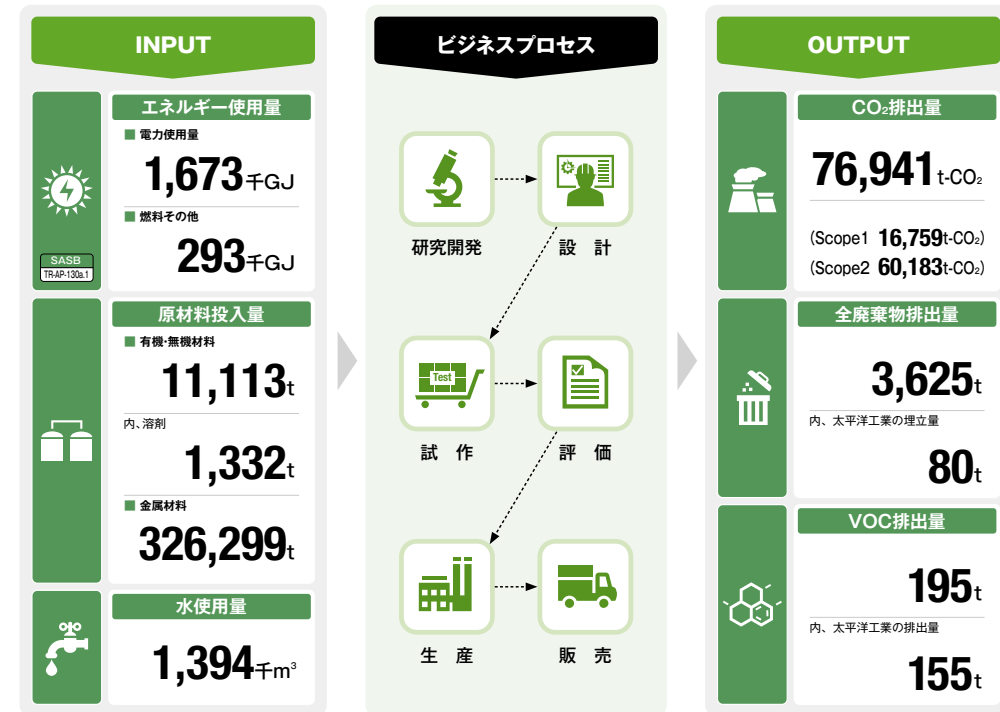 INPUT
エネルギー使用量
■ 電力使用量
1,673千GJ
■ 燃料その他
293千GJ
SASB
TR-AP-130a.1
原材料投入量
■ 有機・無機材料
11,113t
内、溶剤
1,332t
■ 金属材料
326,299t
水使用量
1,394千m³
ビジネスプロセス
研究開発
設 計
Test
試 作
評 価
生 産
販 売
OUTPUT
CO₂排出量
76,941t-CO₂
(Scope1 16,759t-CO₂)
(Scope2 60,183t-CO₂)
全廃棄物排出量
3,625t
内、太平洋工業の埋立量
80t
VOC排出量
195t
内、太平洋工業の排出量
155t